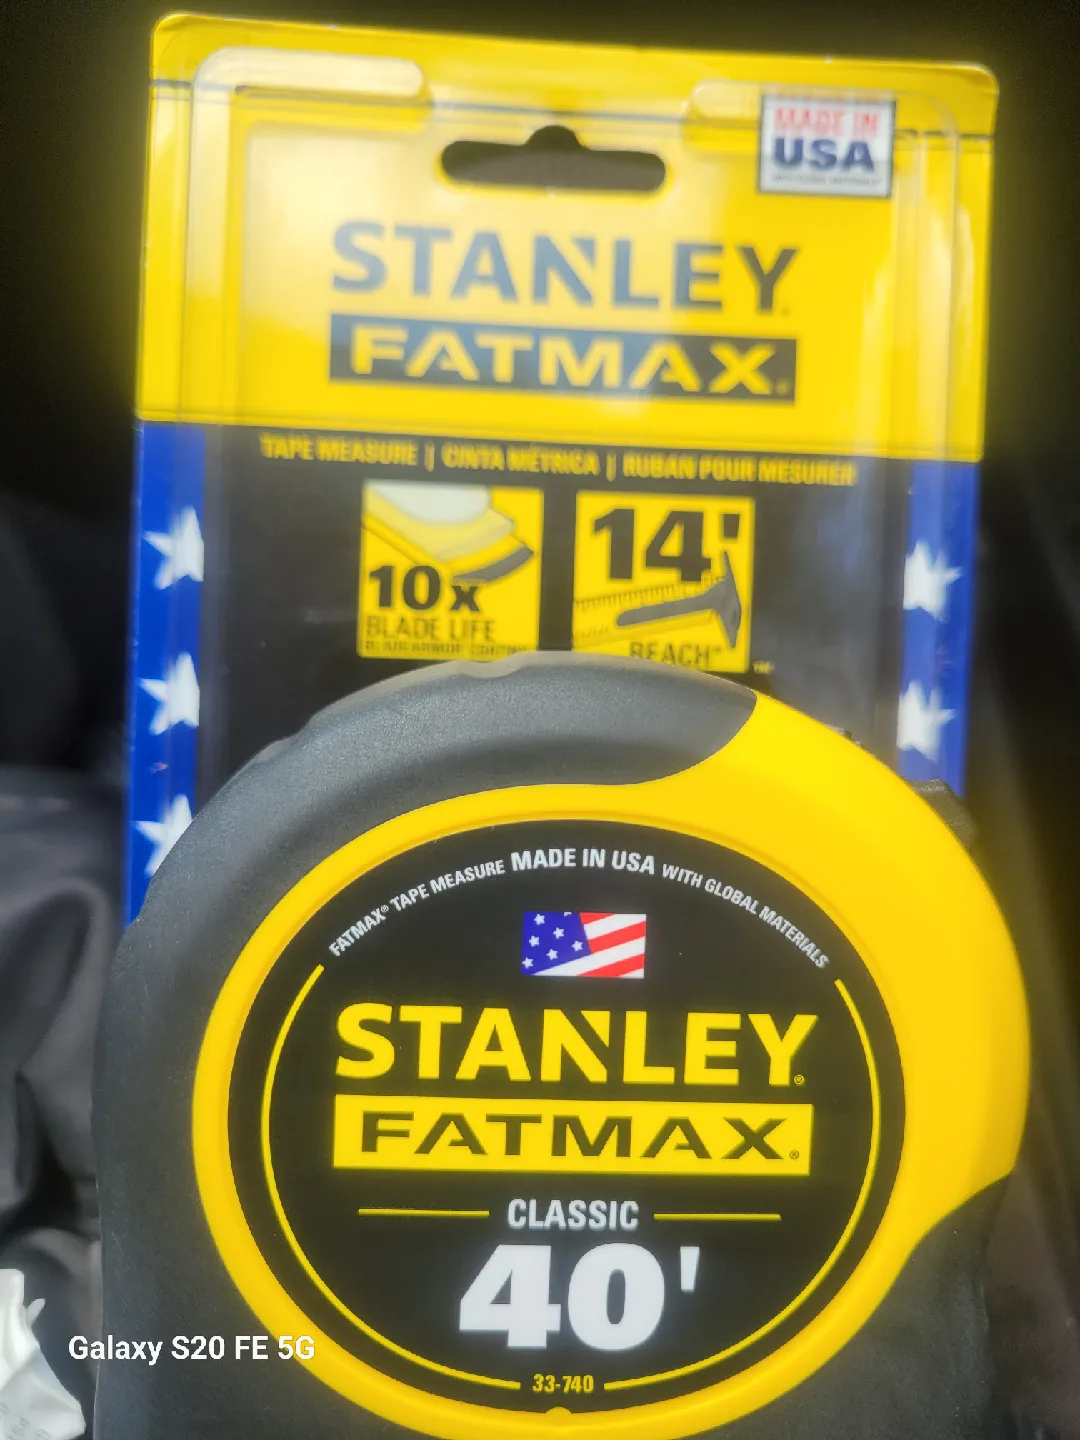 MADE IN
USA
STANLEY
FATMAX.
TAPE MEASURE | CINTA MÉTRICA | RUBAN POUR MESURER
10x
BLADE LIFE
14'
REACH™
FATMAX® TAPE MEASURE MADE IN USA WITH GLOBAL MATERIALS
STANLEY®
FATMAX®
CLASSIC
40'
33-740
Galaxy S20 FE 5G